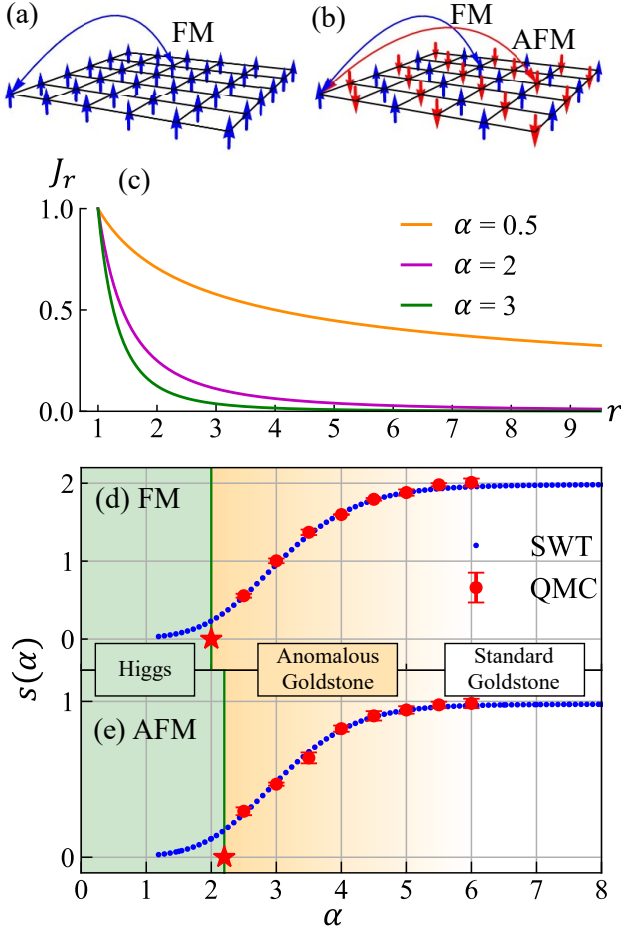 (a)
FM
(b)
FM
AFM
J_r
(c)
1.0
0.5
0.0
α = 0.5
α = 2
α = 3
1 2 3 4 5 6 7 8 9 r
(d) FM
2
1
0
SWT
QMC
s(α)
Higgs
Anomalous
Goldstone
Standard
Goldstone
(e) AFM
1
0
0 1 2 3 4 5 6 7 8
α